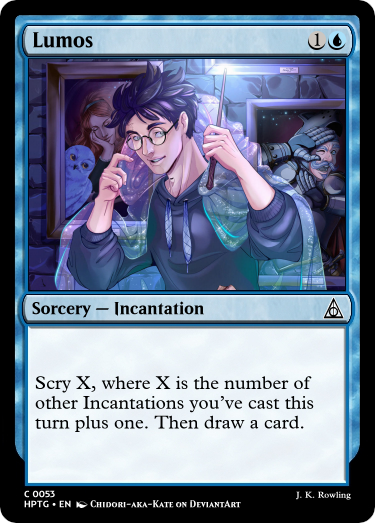 Lumos 1
Sorcery — Incantation
Scry X, where X is the number of
other Incantations you've cast this
turn plus one. Then draw a card.
C 0053
HPTG • EN Chidori-aka-Kate on DeviantArt
J. K. Rowling